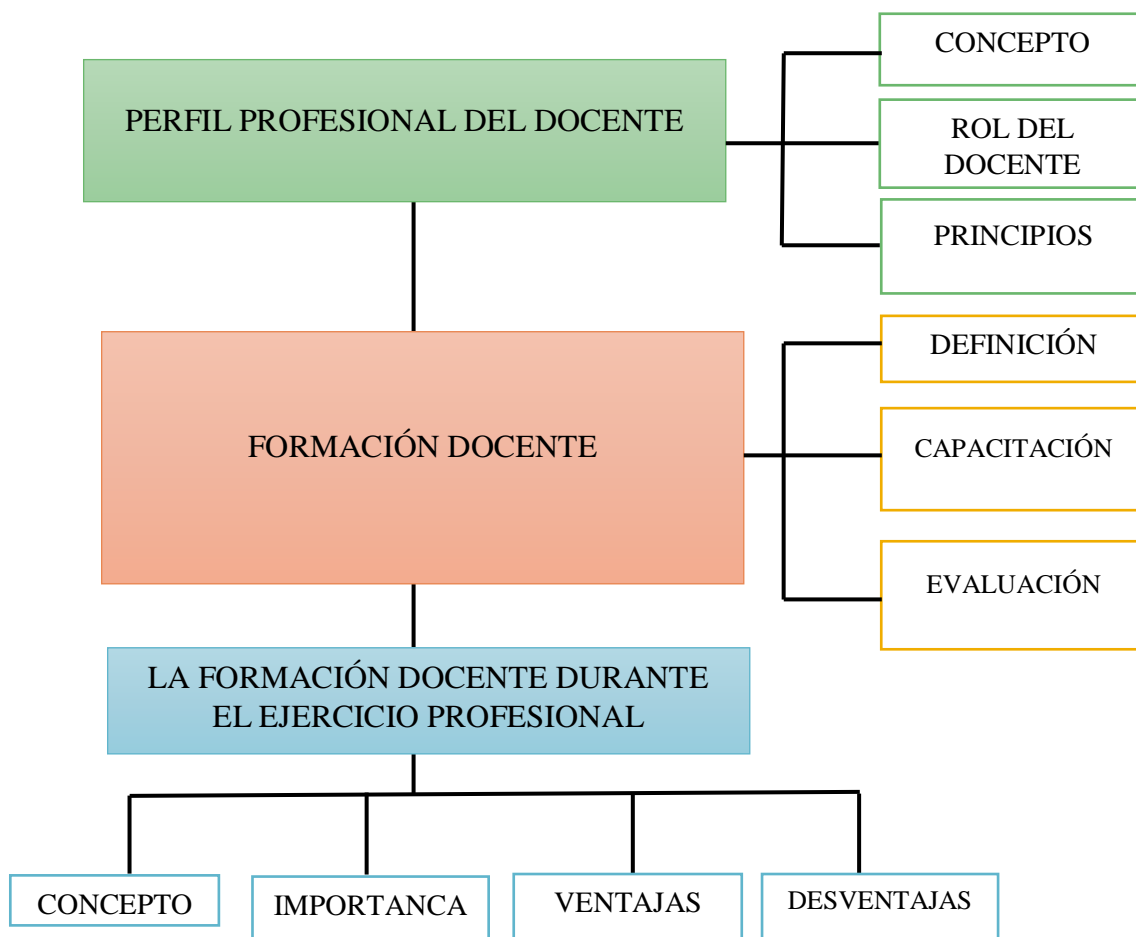 PERFIL PROFESIONAL DEL DOCENTE
CONCEPTO
ROL DEL
DOCENTE
PRINCIPIOS
FORMACIÓN DOCENTE
DEFINICIÓN
CAPACITACIÓN
EVALUACIÓN
LA FORMACIÓN DOCENTE DURANTE
EL EJERCICIO PROFESIONAL
CONCEPTO
IMPORTANCA
VENTAJAS
DESVENTAJAS